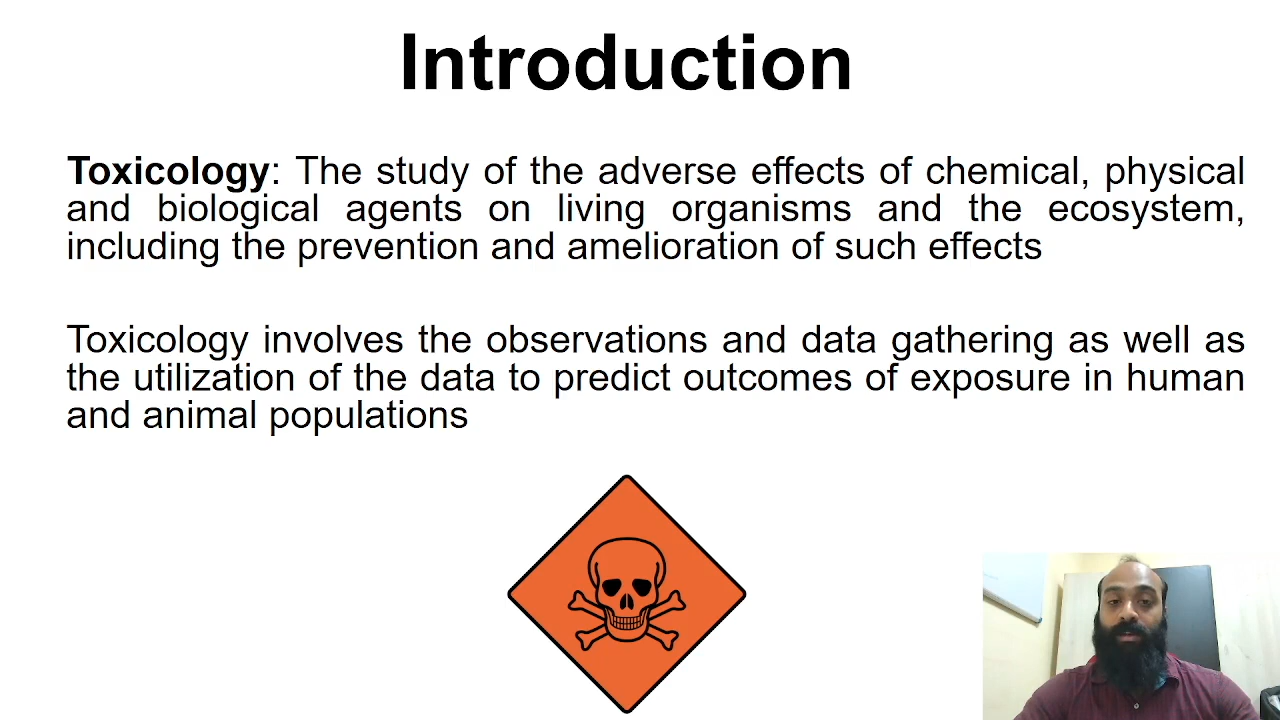 Introduction
Toxicology: The study of the adverse effects of chemical, physical
and biological agents on living organisms and the ecosystem,
including the prevention and amelioration of such effects
Toxicology involves the observations and data gathering as well as
the utilization of the data to predict outcomes of exposure in human
and animal populations